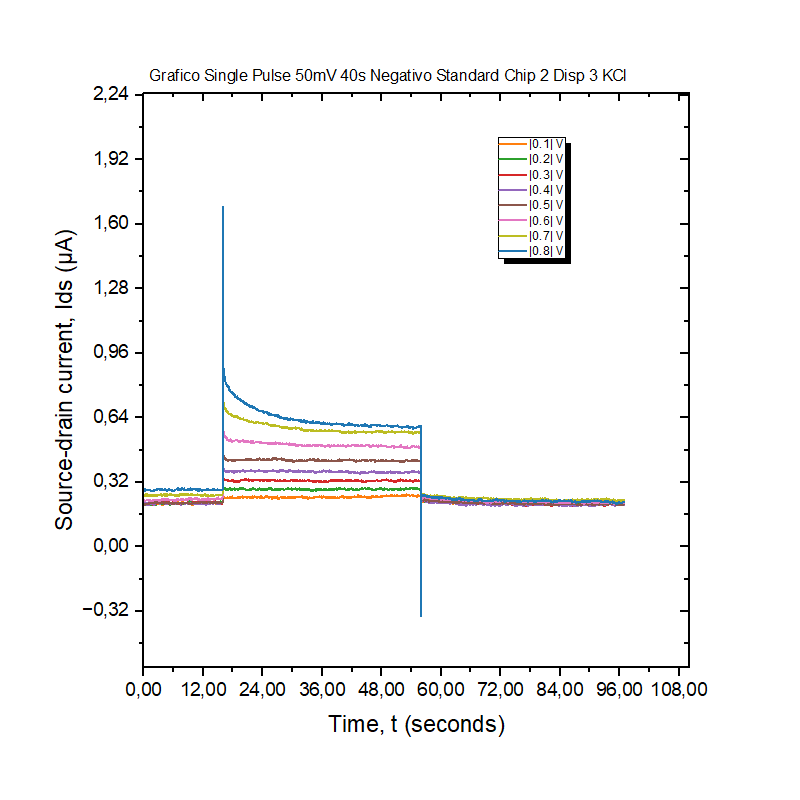 Grafico Single Pulse 50mV 40s Negativo Standard Chip 2 Disp 3 KCl
2,24
1,92
1,60
1,28
0,96
0,64
0,32
0,00
−0,32
Source-drain current, Ids (µA)
|0.1| V
|0.2| V
|0.3| V
|0.4| V
|0.5| V
|0.6| V
|0.7| V
|0.8| V
0,00 12,00 24,00 36,00 48,00 60,00 72,00 84,00 96,00 108,00
Time, t (seconds)